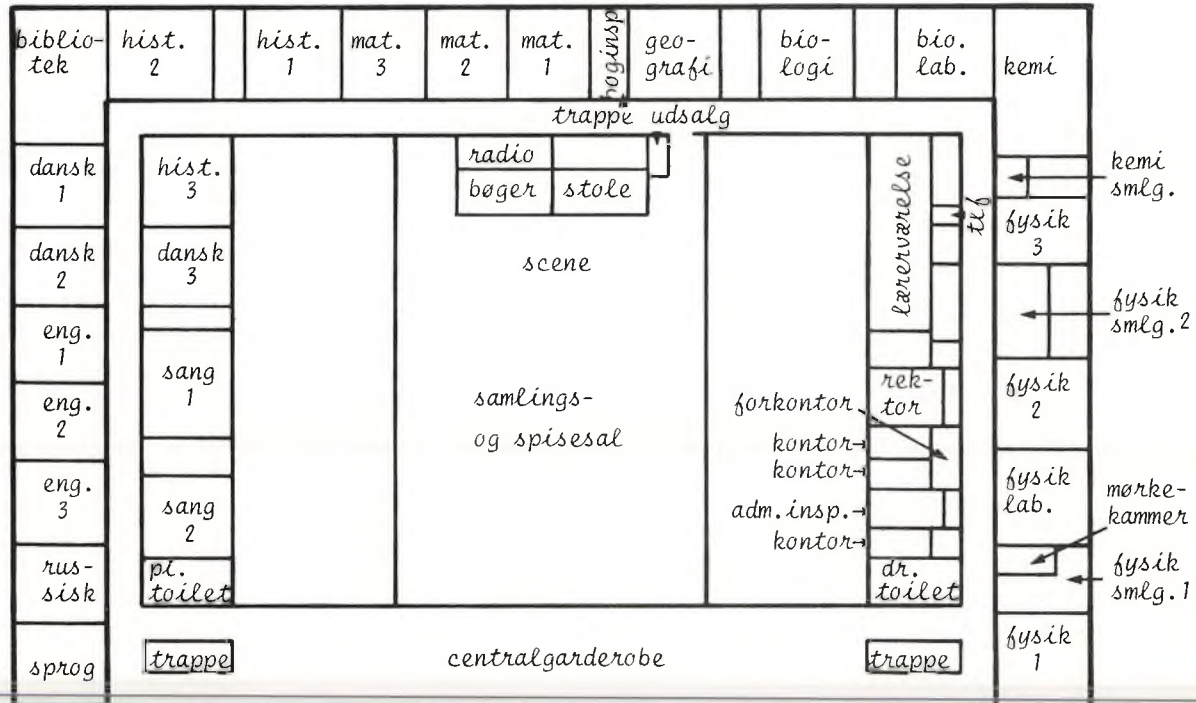 biblio-
tek
hist.
2
hist.
1
mat.
3
mat.
2
mat.
1
boginsp
geo-
grafi
bio-
logi
bio.
lab.
kemi
trappe udsalg
dansk
1
dansk
2
eng.
1
eng.
2
eng.
3
rus-
sisk
sprog
hist.
3
dansk
3
sang
1
sang
2
pi.
toilet
trappe
radio
bøger
stole
scene
samlings-
og spisesal
centralgarderobe
lærerværelse
tlf
rek-
tor
forkontor
kontor
kontor
adm.insp.
kontor
dr.
toilet
trappe
kemi
smlg.
fysik
3
fysik
smlg.2
fysik
2
fysik
lab.
mørke-
kammer
fysik
smlg.1
fysik
1